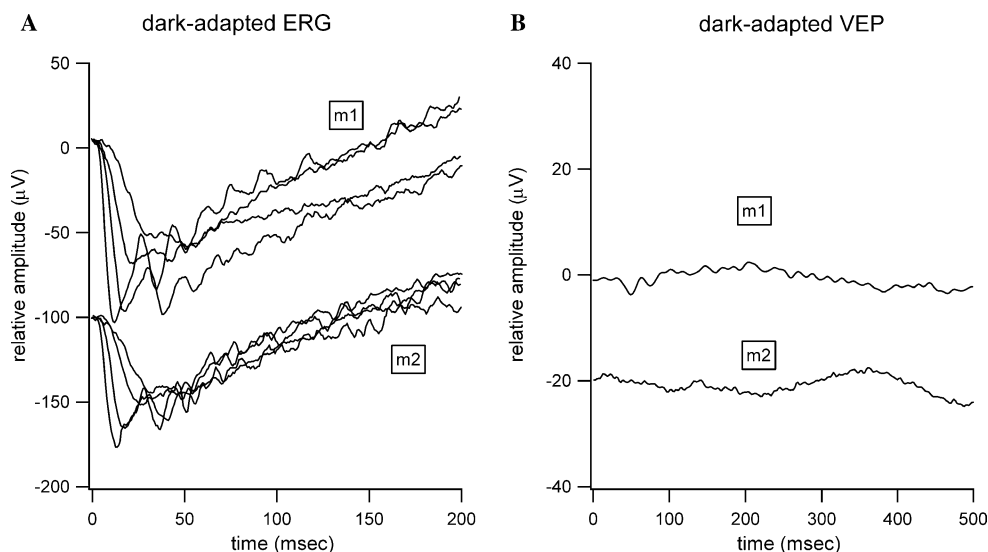 A dark-adapted ERG
relative amplitude (μV)
50
0
-50
-100
-150
-200
m1
m2
0 50 100 150 200
time (msec)
B dark-adapted VEP
relative amplitude (μV)
40
20
0
-20
-40
m1
m2
0 100 200 300 400 500
time (msec)